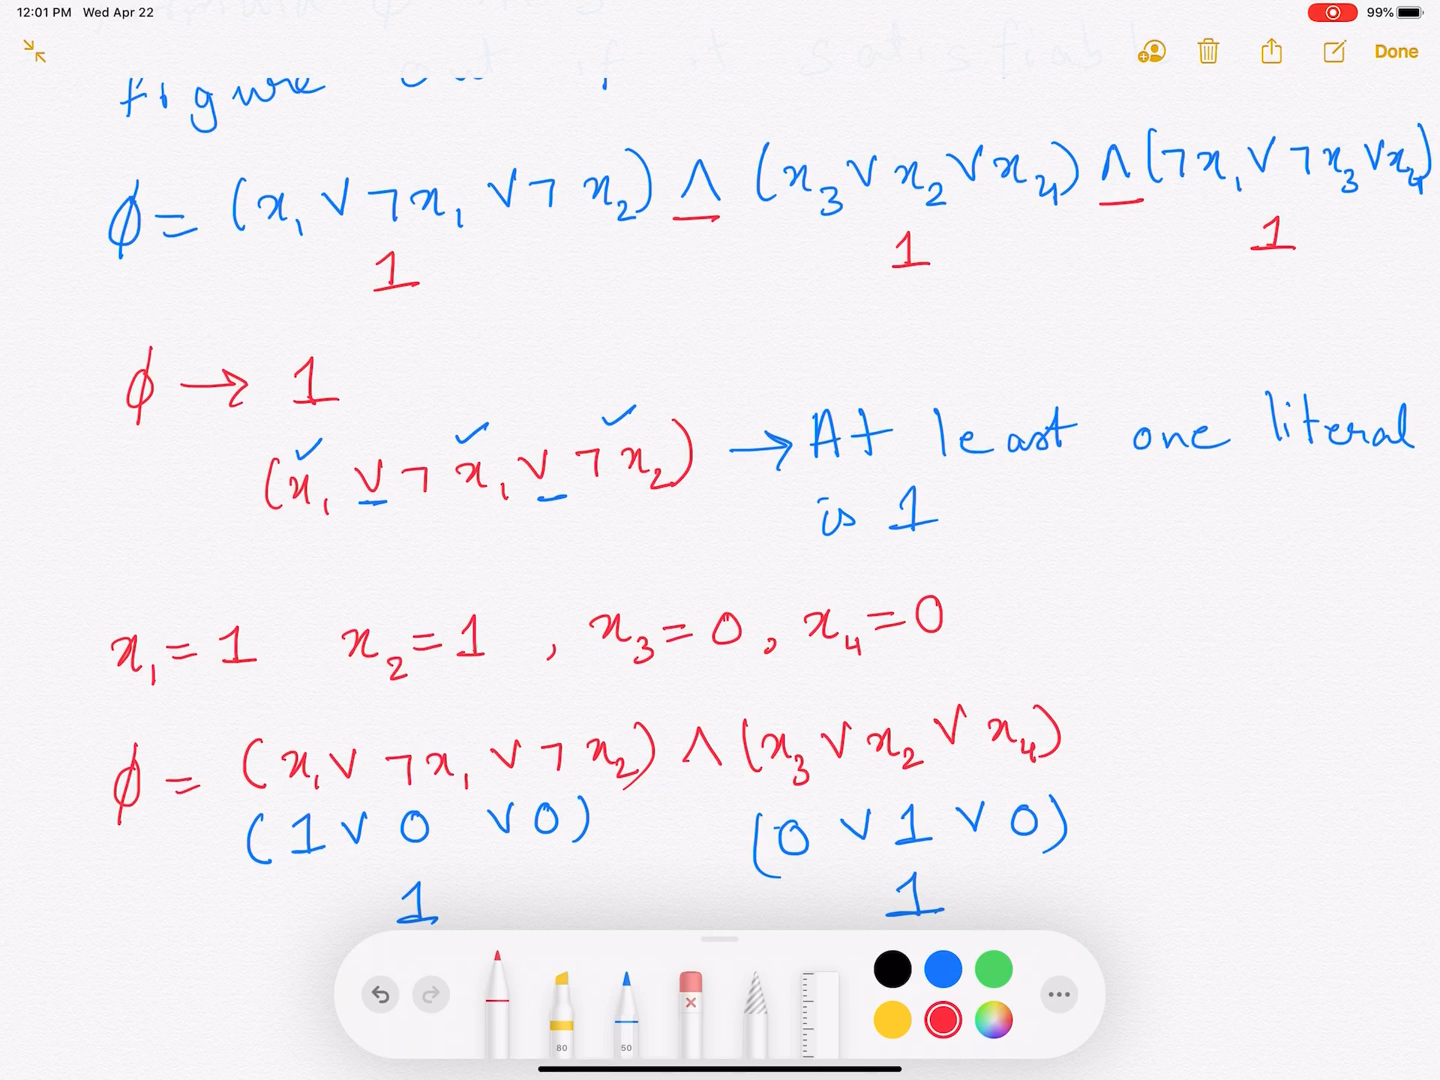 12:01 PM Wed Apr 22
99%
Done
satisfiab
Figure
ϕ = (x₁ ∨ ¬x₁ ∨ ¬x₂) ∧ (x₃ ∨ x₂ ∨ x₄) ∧ (¬x₁ ∨ ¬x₃ ∨ x₄)
1 1 1
ϕ → 1
(x₁ ∨ ¬x₁ ∨ ¬x₂) → At least one literal
is 1
x₁ = 1 x₂ = 1 , x₃ = 0 , x₄ = 0
ϕ = (x₁ ∨ ¬x₁ ∨ ¬x₂) ∧ (x₃ ∨ x₂ ∨ x₄)
(1 ∨ 0 ∨ 0) (0 ∨ 1 ∨ 0)
1 1
80 50